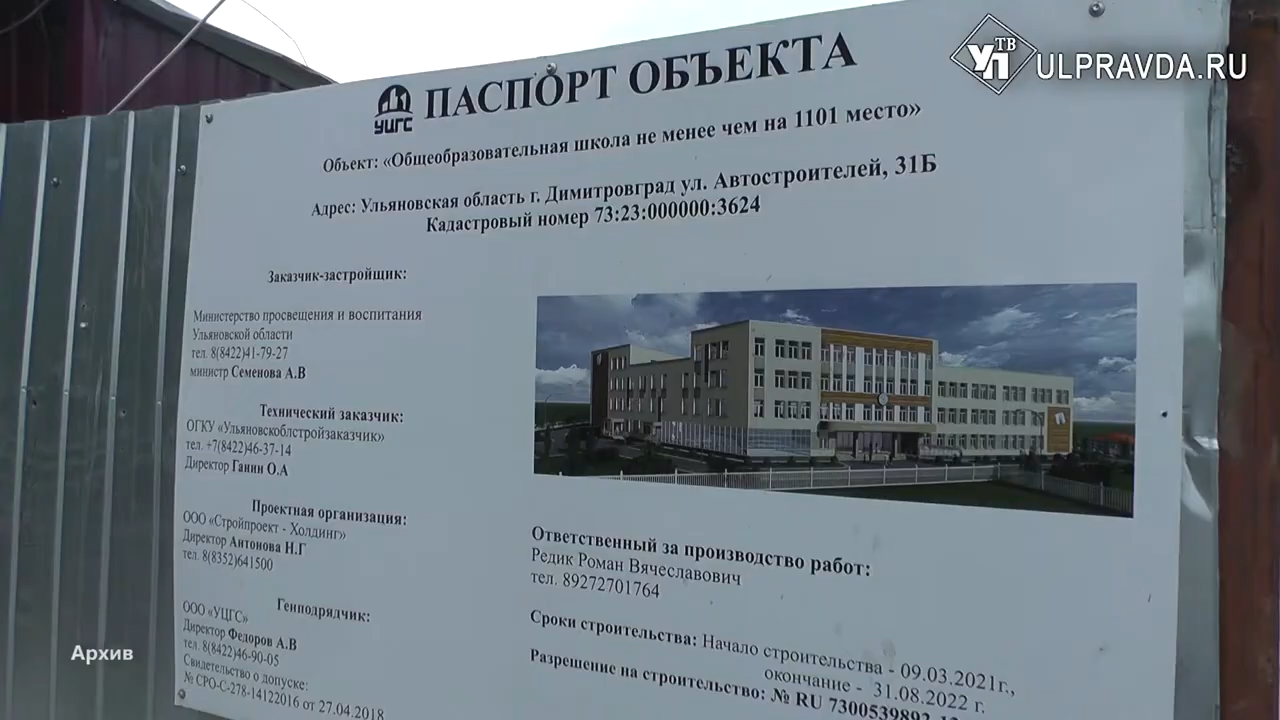 УПТВ ULPRAVDA.RU
УЦГС ПАСПОРТ ОБЪЕКТА
Объект: «Общеобразовательная школа не менее чем на 1101 место»
Адрес: Ульяновская область г. Димитровград ул. Автостроителей, 31Б
Кадастровый номер 73:23:000000:3624
Заказчик-застройщик:
Министерство просвещения и воспитания
Ульяновской области
тел. 8(8422)41-79-27
министр Семенова А.В
Технический заказчик:
ОГКУ «Ульяновскоблстройзаказчик»
тел. +7(8422)46-37-14
Директор Ганин О.А
Проектная организация:
ООО «Стройпроект - Холдинг»
Директор Антонова Н.Г
тел. 8(8352)641500
Генподрядчик:
ООО «УЦГС»
Директор Федоров А.В
тел. 8(8422)46-90-05
Свидетельство о допуске:
№ СРО-С-278-14122016 от 27.04.2018
Ответственный за производство работ:
Редик Роман Вячеславович
тел. 89272701764
Сроки строительства: Начало строительства - 09.03.2021г.,
окончание - 31.08.2022 г.
Разрешение на строительство: № RU
Архив